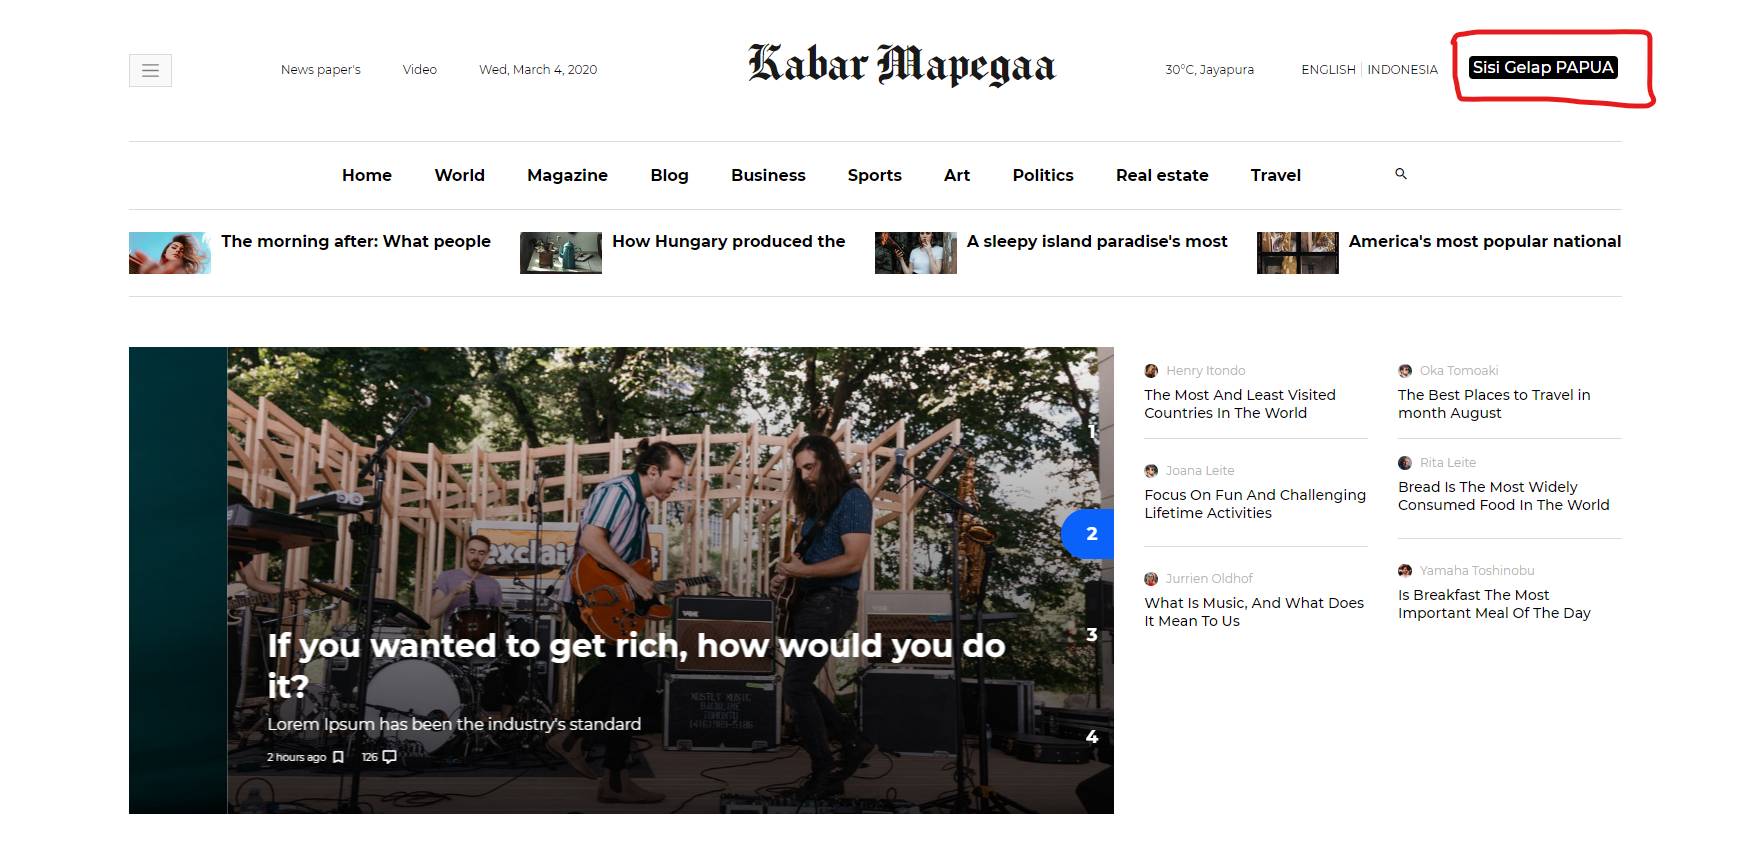 News paper's
Video
Wed, March 4, 2020
Kabar Mapegaa
30°C, Jayapura
ENGLISH
INDONESIA
Sisi Gelap PAPUA
Home
World
Magazine
Blog
Business
Sports
Art
Politics
Real estate
Travel
The morning after: What people
How Hungary produced the
A sleepy island paradise's most
America's most popular national
exclai
VOX
VOX
MOSTLY MUSIC
BACKLINE
TORONTO
1
2
3
4
If you wanted to get rich, how would you do
it?
Lorem Ipsum has been the industry's standard
2 hours ago
126
Henry Itondo
The Most And Least Visited
Countries In The World
Oka Tomoaki
The Best Places to Travel in
month August
Joana Leite
Focus On Fun And Challenging
Lifetime Activities
Rita Leite
Bread Is The Most Widely
Consumed Food In The World
Jurrien Oldhof
What Is Music, And What Does
It Mean To Us
Yamaha Toshinobu
Is Breakfast The Most
Important Meal Of The Day